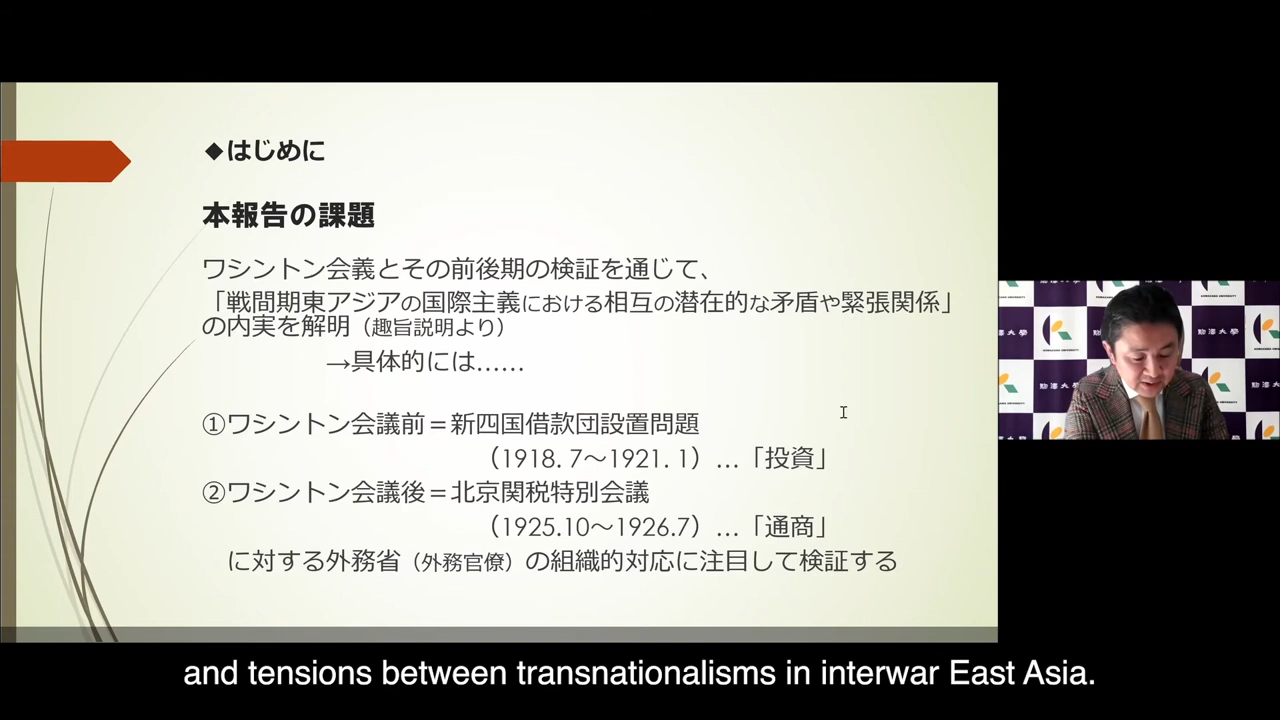 ◆はじめに
本報告の課題
ワシントン会義とその前後期の検証を通じて、
「戦間期東アジアの国際主義における相互の潜在的な矛盾や緊張関係」
の内実を解明（趣旨説明より）
→具体的には……
①ワシントン会議前＝新四国借款団設置問題
（1918. 7～1921. 1）…「投資」
②ワシントン会議後＝北京関税特別会議
（1925.10～1926.7）…「通商」
に対する外務省（外務官僚）の組織的対応に注目して検証する
駒澤大學
KOMAZAWA UNIVERSITY
and tensions between transnationalisms in interwar East Asia.